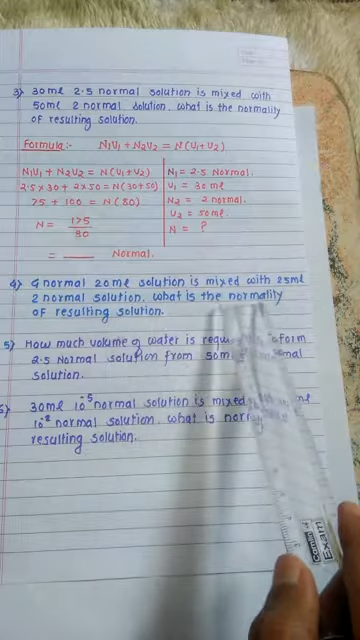 3) 30ml 2.5 normal solution is mixed with
50ml 2 normal solution. what is the normality
of resulting solution.
Formula:- N₁V₁ + N₂V₂ = N(V₁+V₂)
N₁V₁ + N₂V₂ = N(V₁+V₂)
2.5×30 + 2×50 = N(30+50)
75 + 100 = N(80)
N = 175
80
= ____ Normal.
N₁ = 2.5 Normal.
V₁ = 30 ml
N₂ = 2 normal.
V₂ = 50ml.
N = ?
4) 4 normal 20ml solution is mixed with 25ml
2 normal solution. what is the normality
of resulting solution.
5) How much volume of water is form
2.5 Normal solution from 50m
solution.
30ml 10⁻⁵ normal solution is mixed
normal solution. what is
resulting solution.
Camlin
Exam